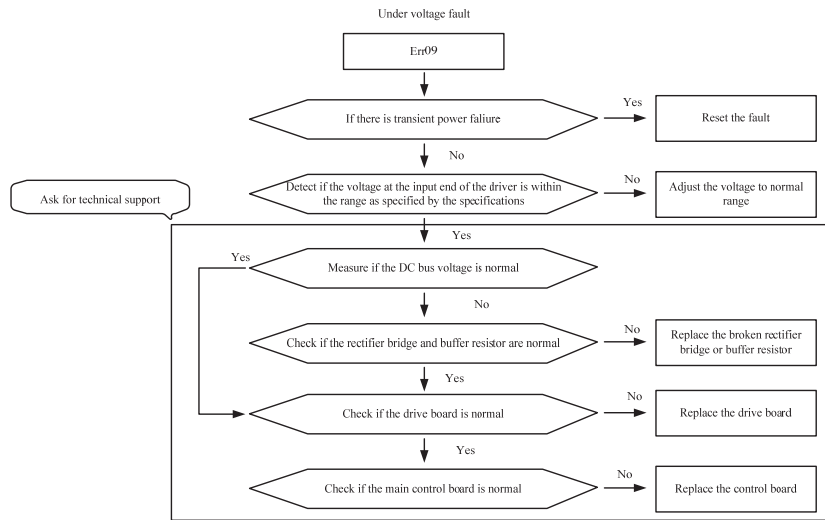 Under voltage fault
Err09
If there is transient power faliure
Yes
Reset the fault
No
Ask for technical support
Detect if the voltage at the input end of the driver is within
the range as specified by the specifications
No
Adjust the voltage to normal
range
Yes
Yes
Measure if the DC bus voltage is normal
No
Check if the rectifier bridge and buffer resistor are normal
No
Replace the broken rectifier
bridge or buffer resistor
Yes
Check if the drive board is normal
No
Replace the drive board
Yes
Check if the main control board is normal
No
Replace the control board